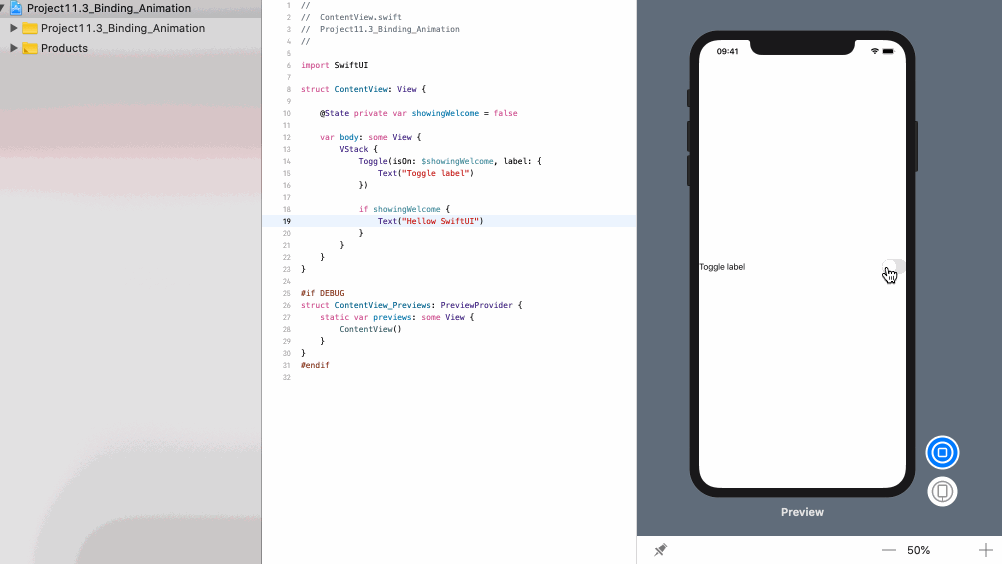 Project11.3_Binding_Animation
Project11.3_Binding_Animation
Products
1 //
2 // ContentView.swift
3 // Project11.3_Binding_Animation
4 //
5
6 import SwiftUI
7
8 struct ContentView: View {
9
10 @State private var showingWelcome = false
11
12 var body: some View {
13 VStack {
14 Toggle(isOn: $showingWelcome, label: {
15 Text("Toggle label")
16 })
17
18 if showingWelcome {
19 Text("Hellow SwiftUI")
20 }
21 }
22 }
23 }
24
25 #if DEBUG
26 struct ContentView_Previews: PreviewProvider {
27 static var previews: some View {
28 ContentView()
29 }
30 }
31 #endif
32
09:41
Toggle label
Preview
50%